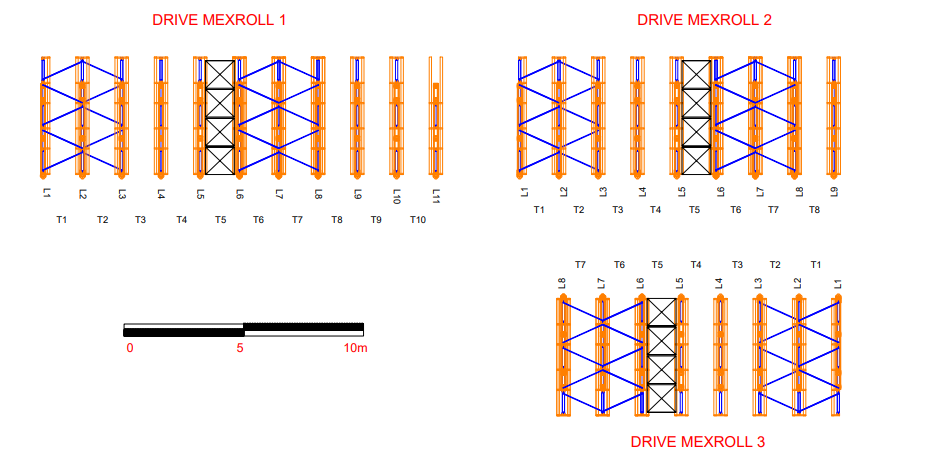 DRIVE MEXROLL 1
DRIVE MEXROLL 2
L1 L2 L3 L4 L5 L6 L7 L8 L9 L10 L11
T1 T2 T3 T4 T5 T6 T7 T8 T9 T10
L1 L2 L3 L4 L5 L6 L7 L8 L9
T1 T2 T3 T4 T5 T6 T7 T8
T7 T6 T5 T4 T3 T2 T1
L8 L7 L6 L5 L4 L3 L2 L1
0 5 10m
DRIVE MEXROLL 3